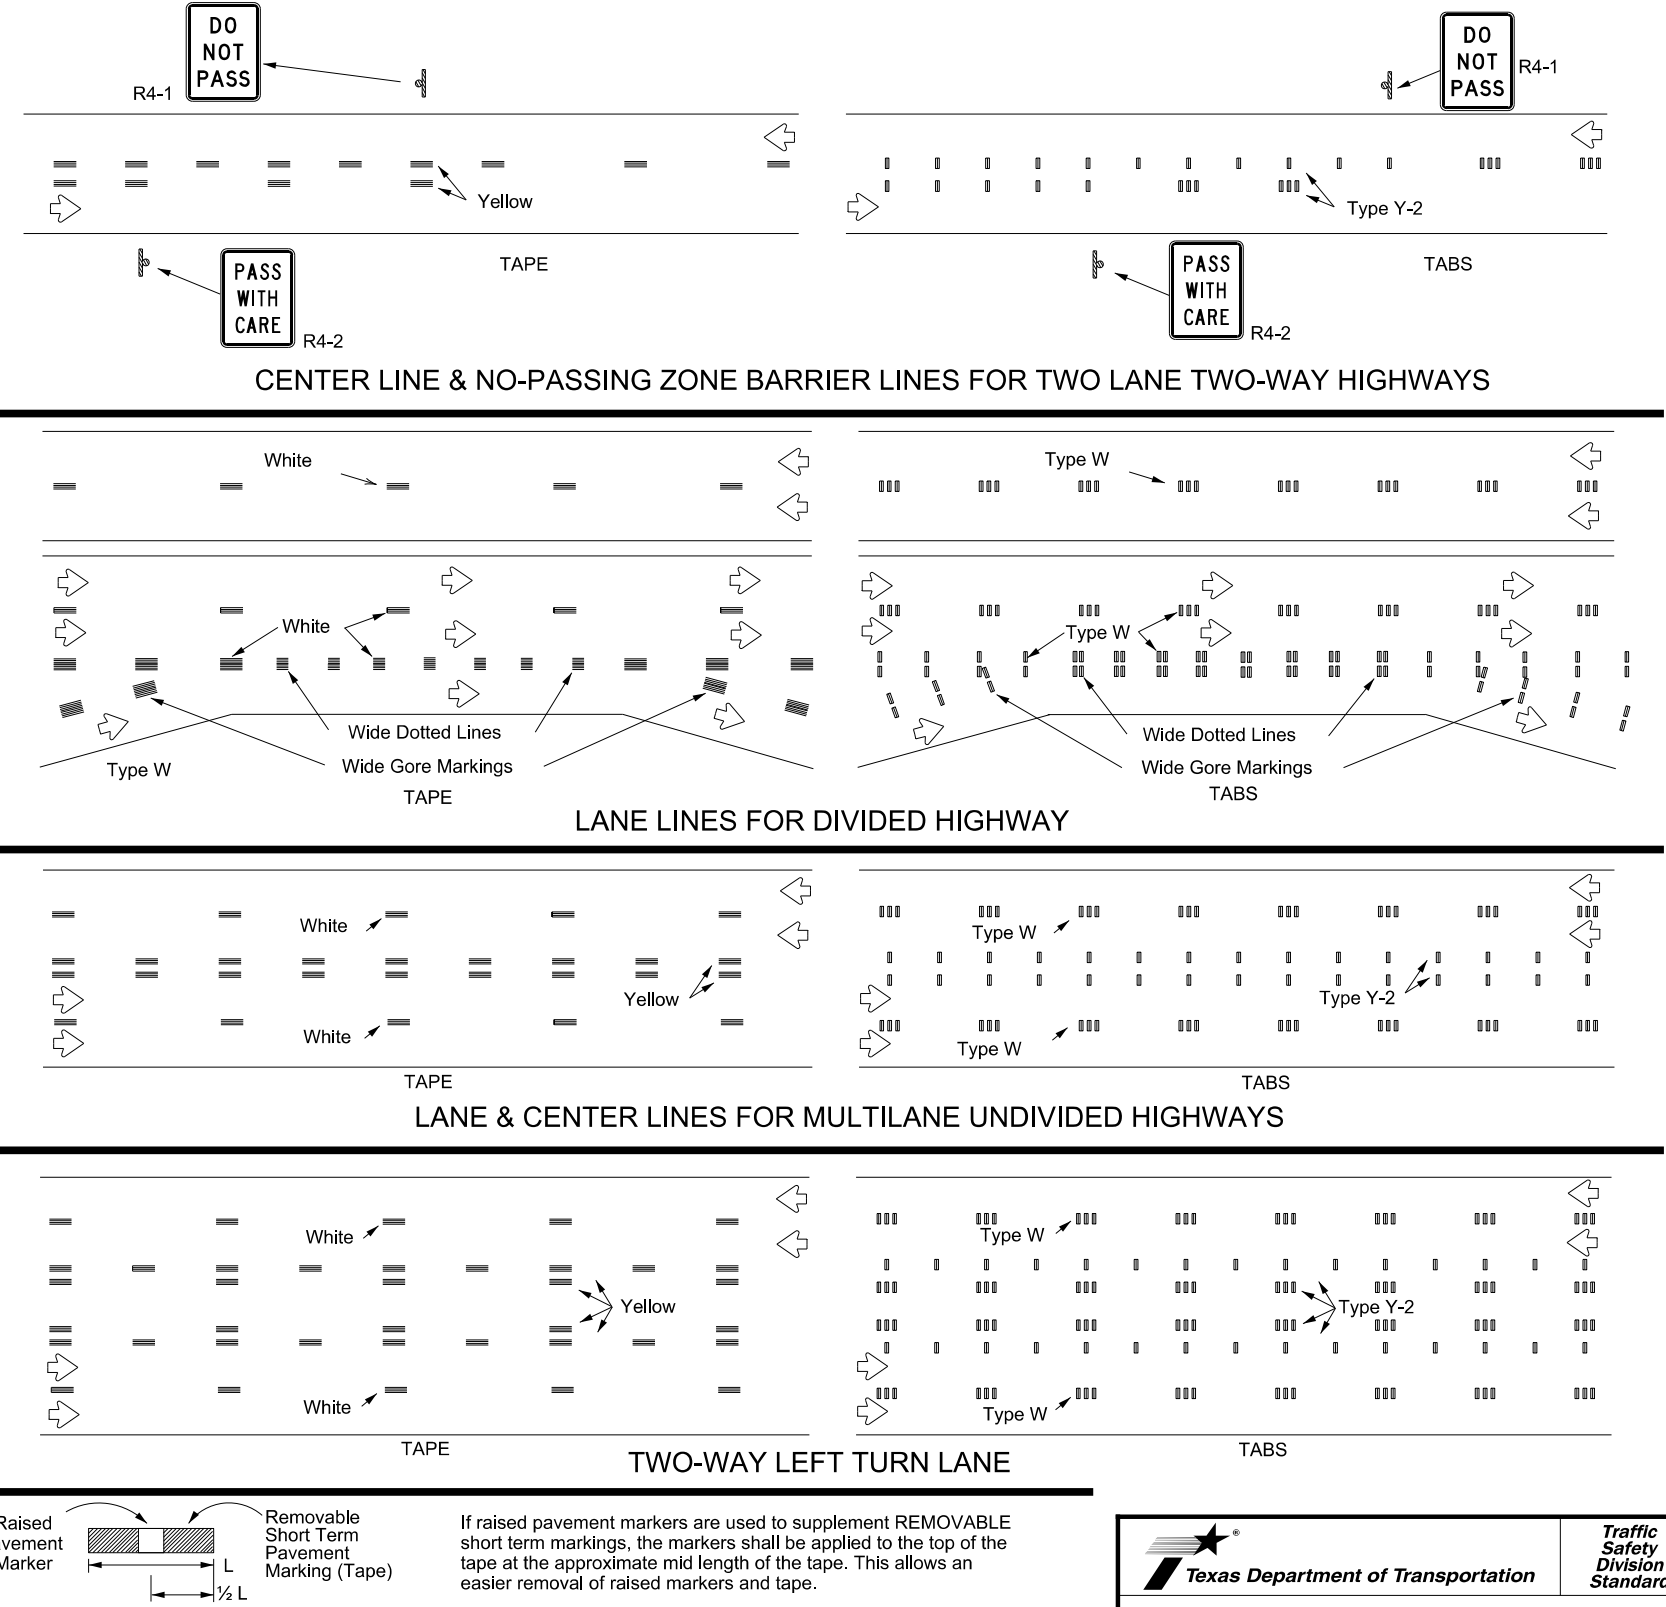 DO
NOT
PASS
R4-1
DO
NOT
PASS
R4-1
Yellow
Type Y-2
PASS
WITH
CARE
R4-2
TAPE
PASS
WITH
CARE
R4-2
TABS
CENTER LINE & NO-PASSING ZONE BARRIER LINES FOR TWO LANE TWO-WAY HIGHWAYS
White
Type W
White
Type W
Wide Dotted Lines
Wide Gore Markings
Type W
TAPE
Wide Dotted Lines
Wide Gore Markings
TABS
LANE LINES FOR DIVIDED HIGHWAY
White
Yellow
White
TAPE
Type W
Type Y-2
Type W
TABS
LANE & CENTER LINES FOR MULTILANE UNDIVIDED HIGHWAYS
White
Yellow
White
TAPE
Type W
Type Y-2
Type W
TABS
TWO-WAY LEFT TURN LANE
Raised
Marker
Removable
Short Term
Pavement
Marking (Tape)
L
½ L
If raised pavement markers are used to supplement REMOVABLE
short term markings, the markers shall be applied to the top of the
tape at the approximate mid length of the tape. This allows an
easier removal of raised markers and tape.
® 
Texas Department of Transportation
Traffic
Safety
Division
Standard